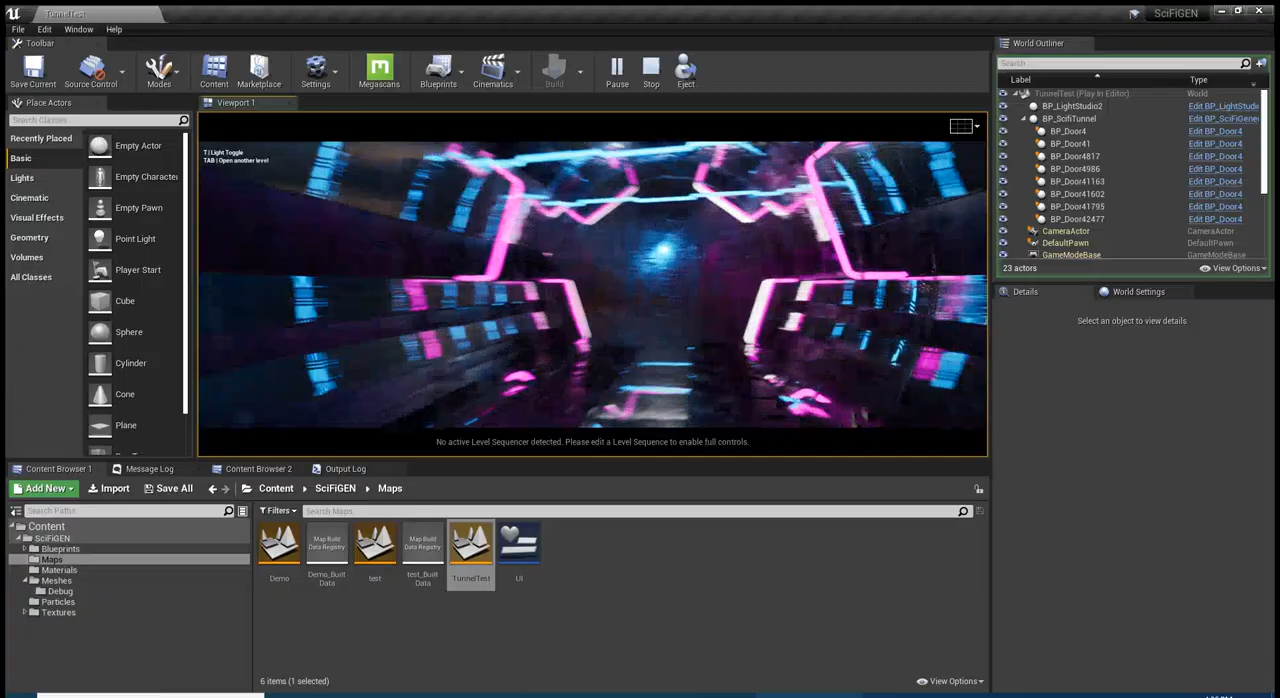 TunnelTest
SciFiGEN
File Edit Window Help
Toolbar
World Outliner
Save Current
Source Control
Modes
Content
Marketplace
Settings
Megascans
Blueprints
Cinematics
Build
Pause
Stop
Eject
Search
Label Type
TunnelTest (Play In Editor) World
BP_LightStudio2 Edit BP_LightStudi
BP_ScifiTunnel Edit BP_SciFiGene
BP_Door4 Edit BP_Door4
BP_Door41 Edit BP_Door4
BP_Door4817 Edit BP_Door4
BP_Door4986 Edit BP_Door4
BP_Door41163 Edit BP_Door4
BP_Door41602 Edit BP_Door4
BP_Door41795 Edit BP_Door4
BP_Door42477 Edit BP_Door4
CameraActor CameraActor
DefaultPawn DefaultPawn
GameModeBase GameModeBase
23 actors View Options
Details World Settings
Select an object to view details.
Place Actors
Search Classes
Recently Placed
Basic
Lights
Cinematic
Visual Effects
Geometry
Volumes
All Classes
Empty Actor
Empty Character
Empty Pawn
Point Light
Player Start
Cube
Sphere
Cylinder
Cone
Plane
Viewport 1
T | Light Toggle
TAB | Open another level
No active Level Sequencer detected. Please edit a Level Sequence to enable full controls.
Content Browser 1 Message Log Content Browser 2 Output Log
Add New Import Save All Content SciFiGEN Maps
Search Paths
Filters Search Maps
Content
SciFiGEN
Blueprints
Maps
Materials
Meshes
Debug
Particles
Textures
Map Build
Data Registry
Map Build
Data Registry
Demo
Demo_Built
Data
test
test_Built
Data
TunnelTest
UI
6 items (1 selected) View Options